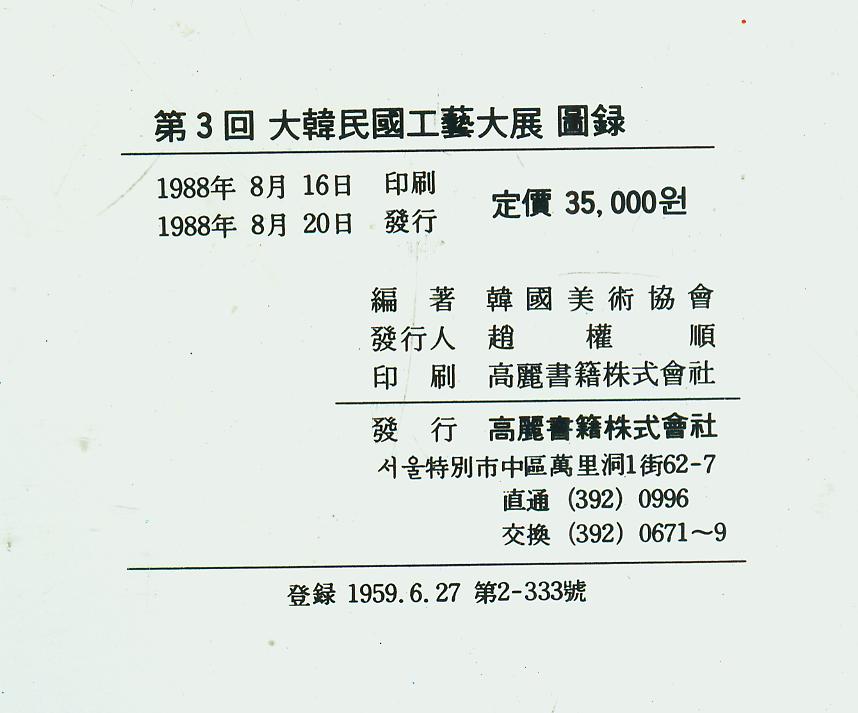 第 3 回 大韓民國工藝大展 圖録
1988年 8月 16日 印刷
1988年 8月 20日 發行
定價 35,000원
編 著 韓國美術協會
發行人 趙 權 順
印 刷 高麗書籍株式會社
發 行 高麗書籍株式會社
서울特別市中區萬里洞1街62-7
直通 (392) 0996
交換 (392) 0671~9
登録 1959.6.27 第2-333號